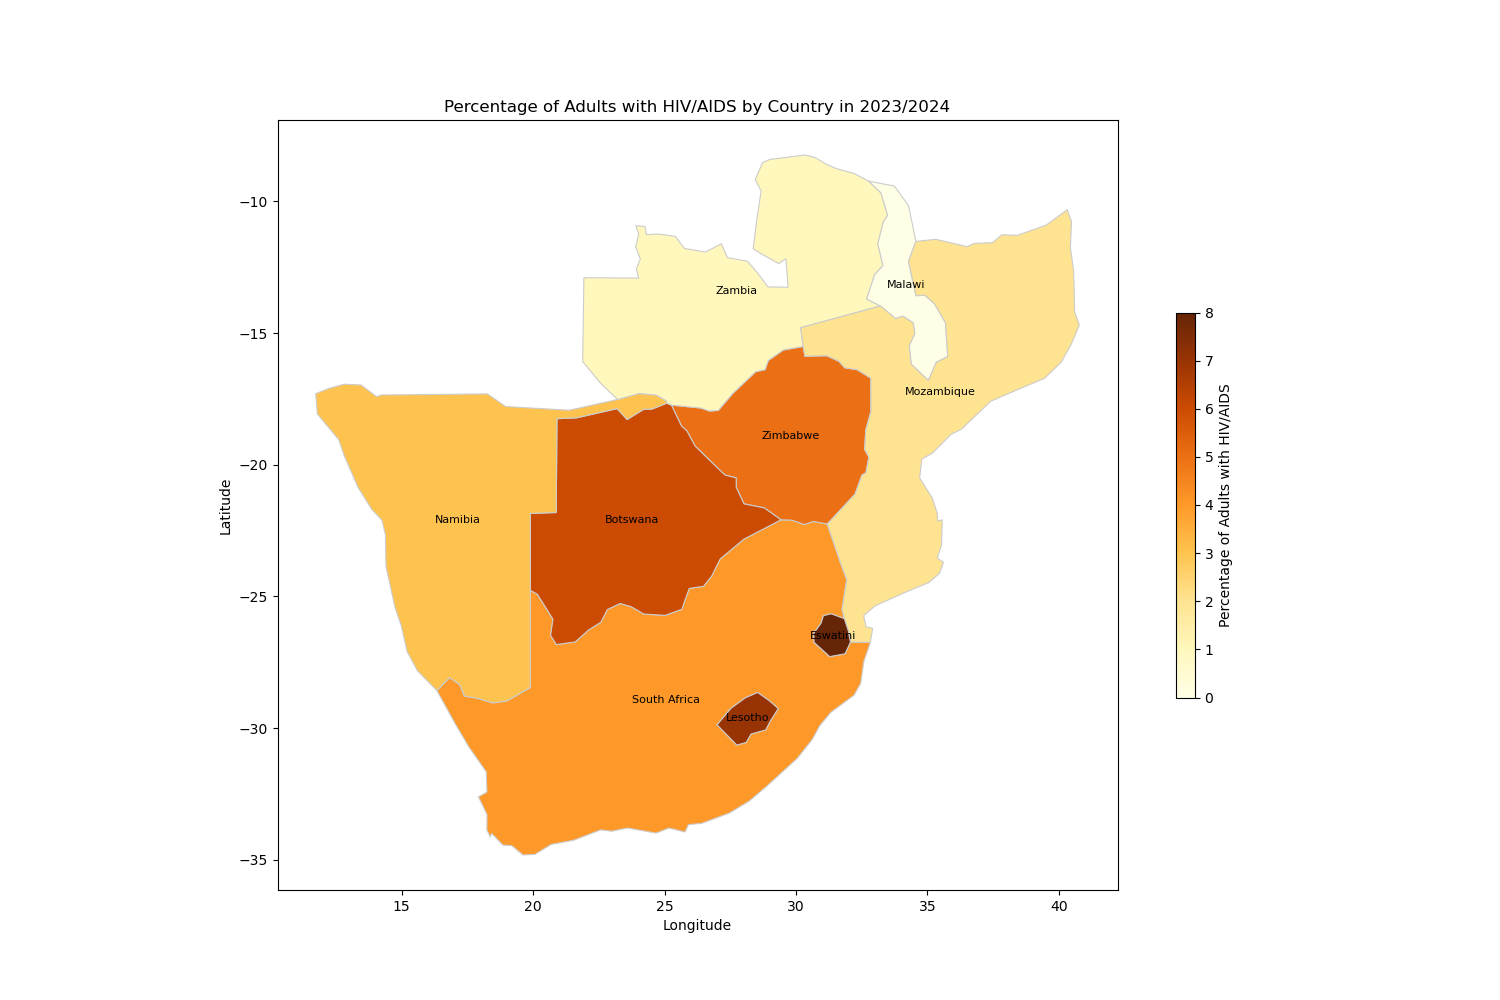 Percentage of Adults with HIV/AIDS by Country in 2023/2024
−10
−15
−20
−25
−30
−35
Latitude
15
20
25
30
35
40
Longitude
Zambia
Malawi
Mozambique
Zimbabwe
Namibia
Botswana
Eswatini
South Africa
Lesotho
8
7
6
5
4
3
2
1
0
Percentage of Adults with HIV/AIDS